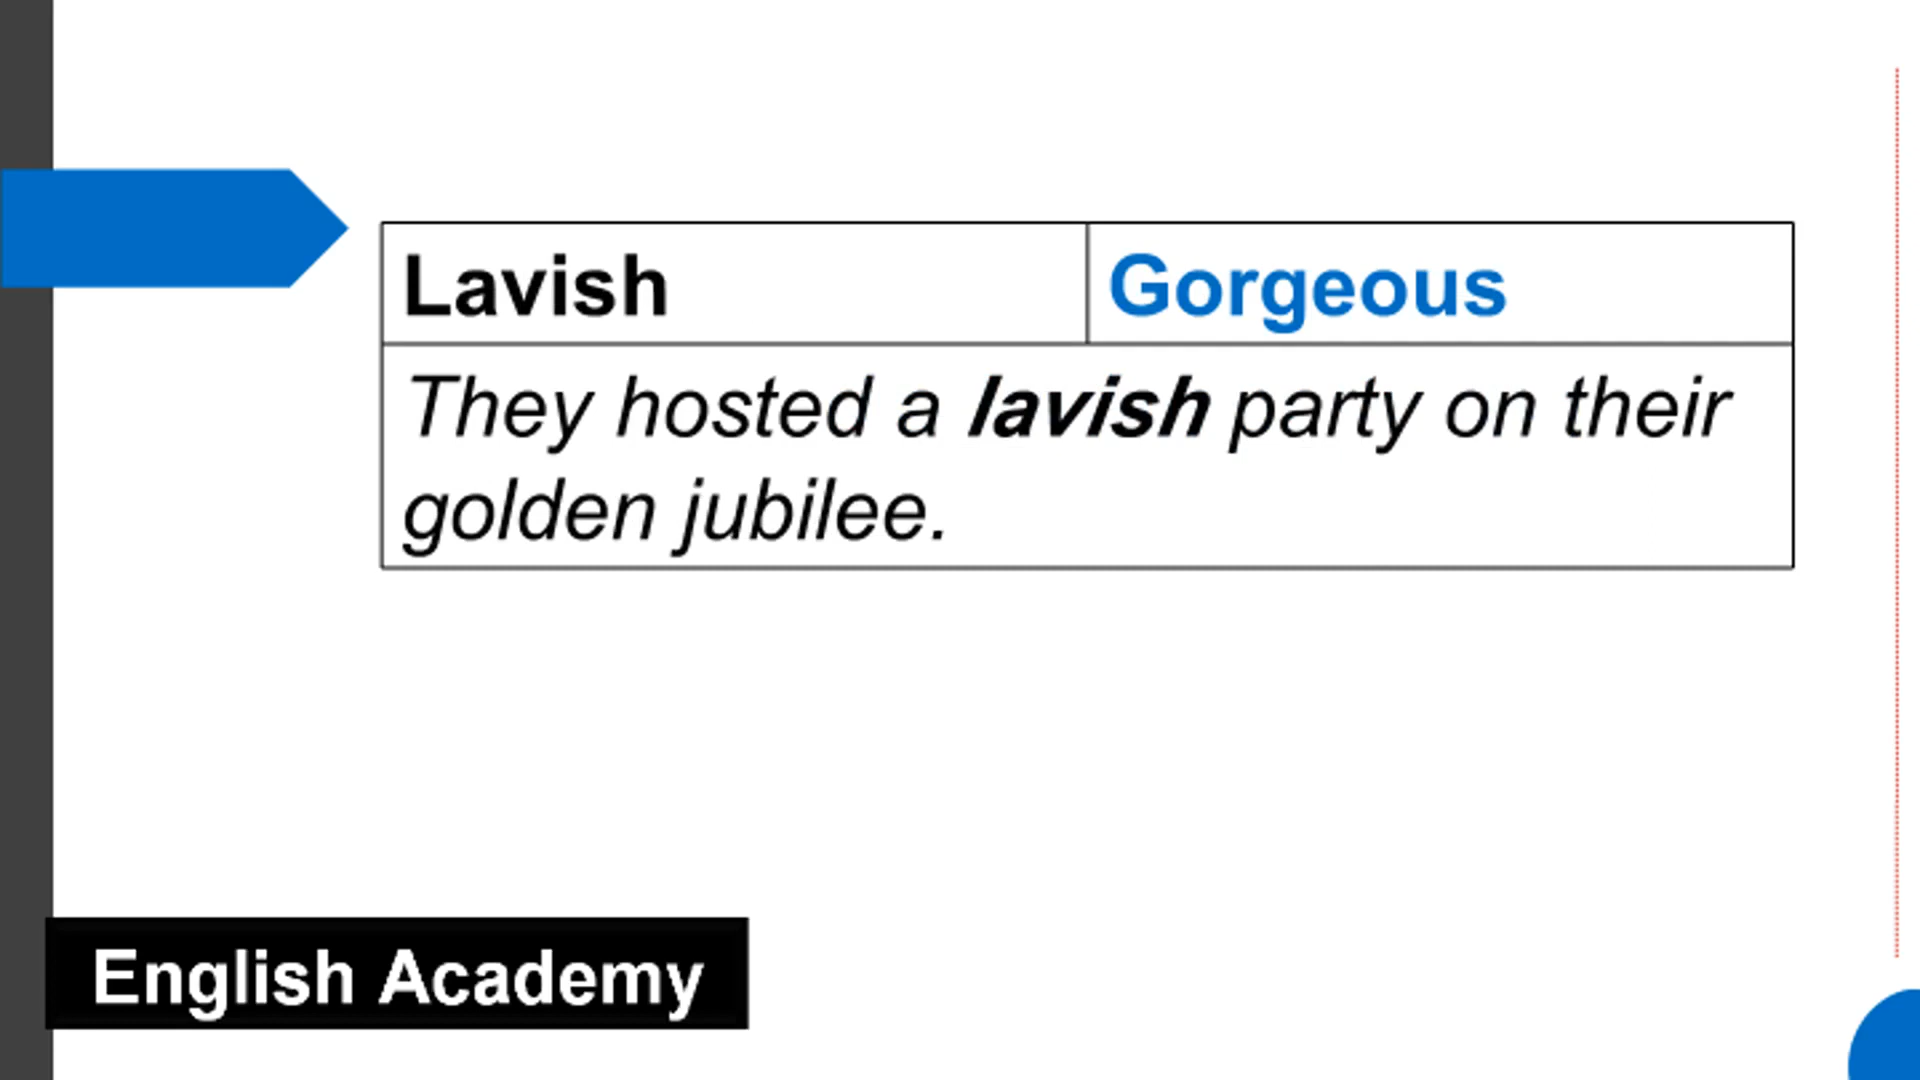 Lavish
Gorgeous
They hosted a lavish party on their
golden jubilee.
English Academy